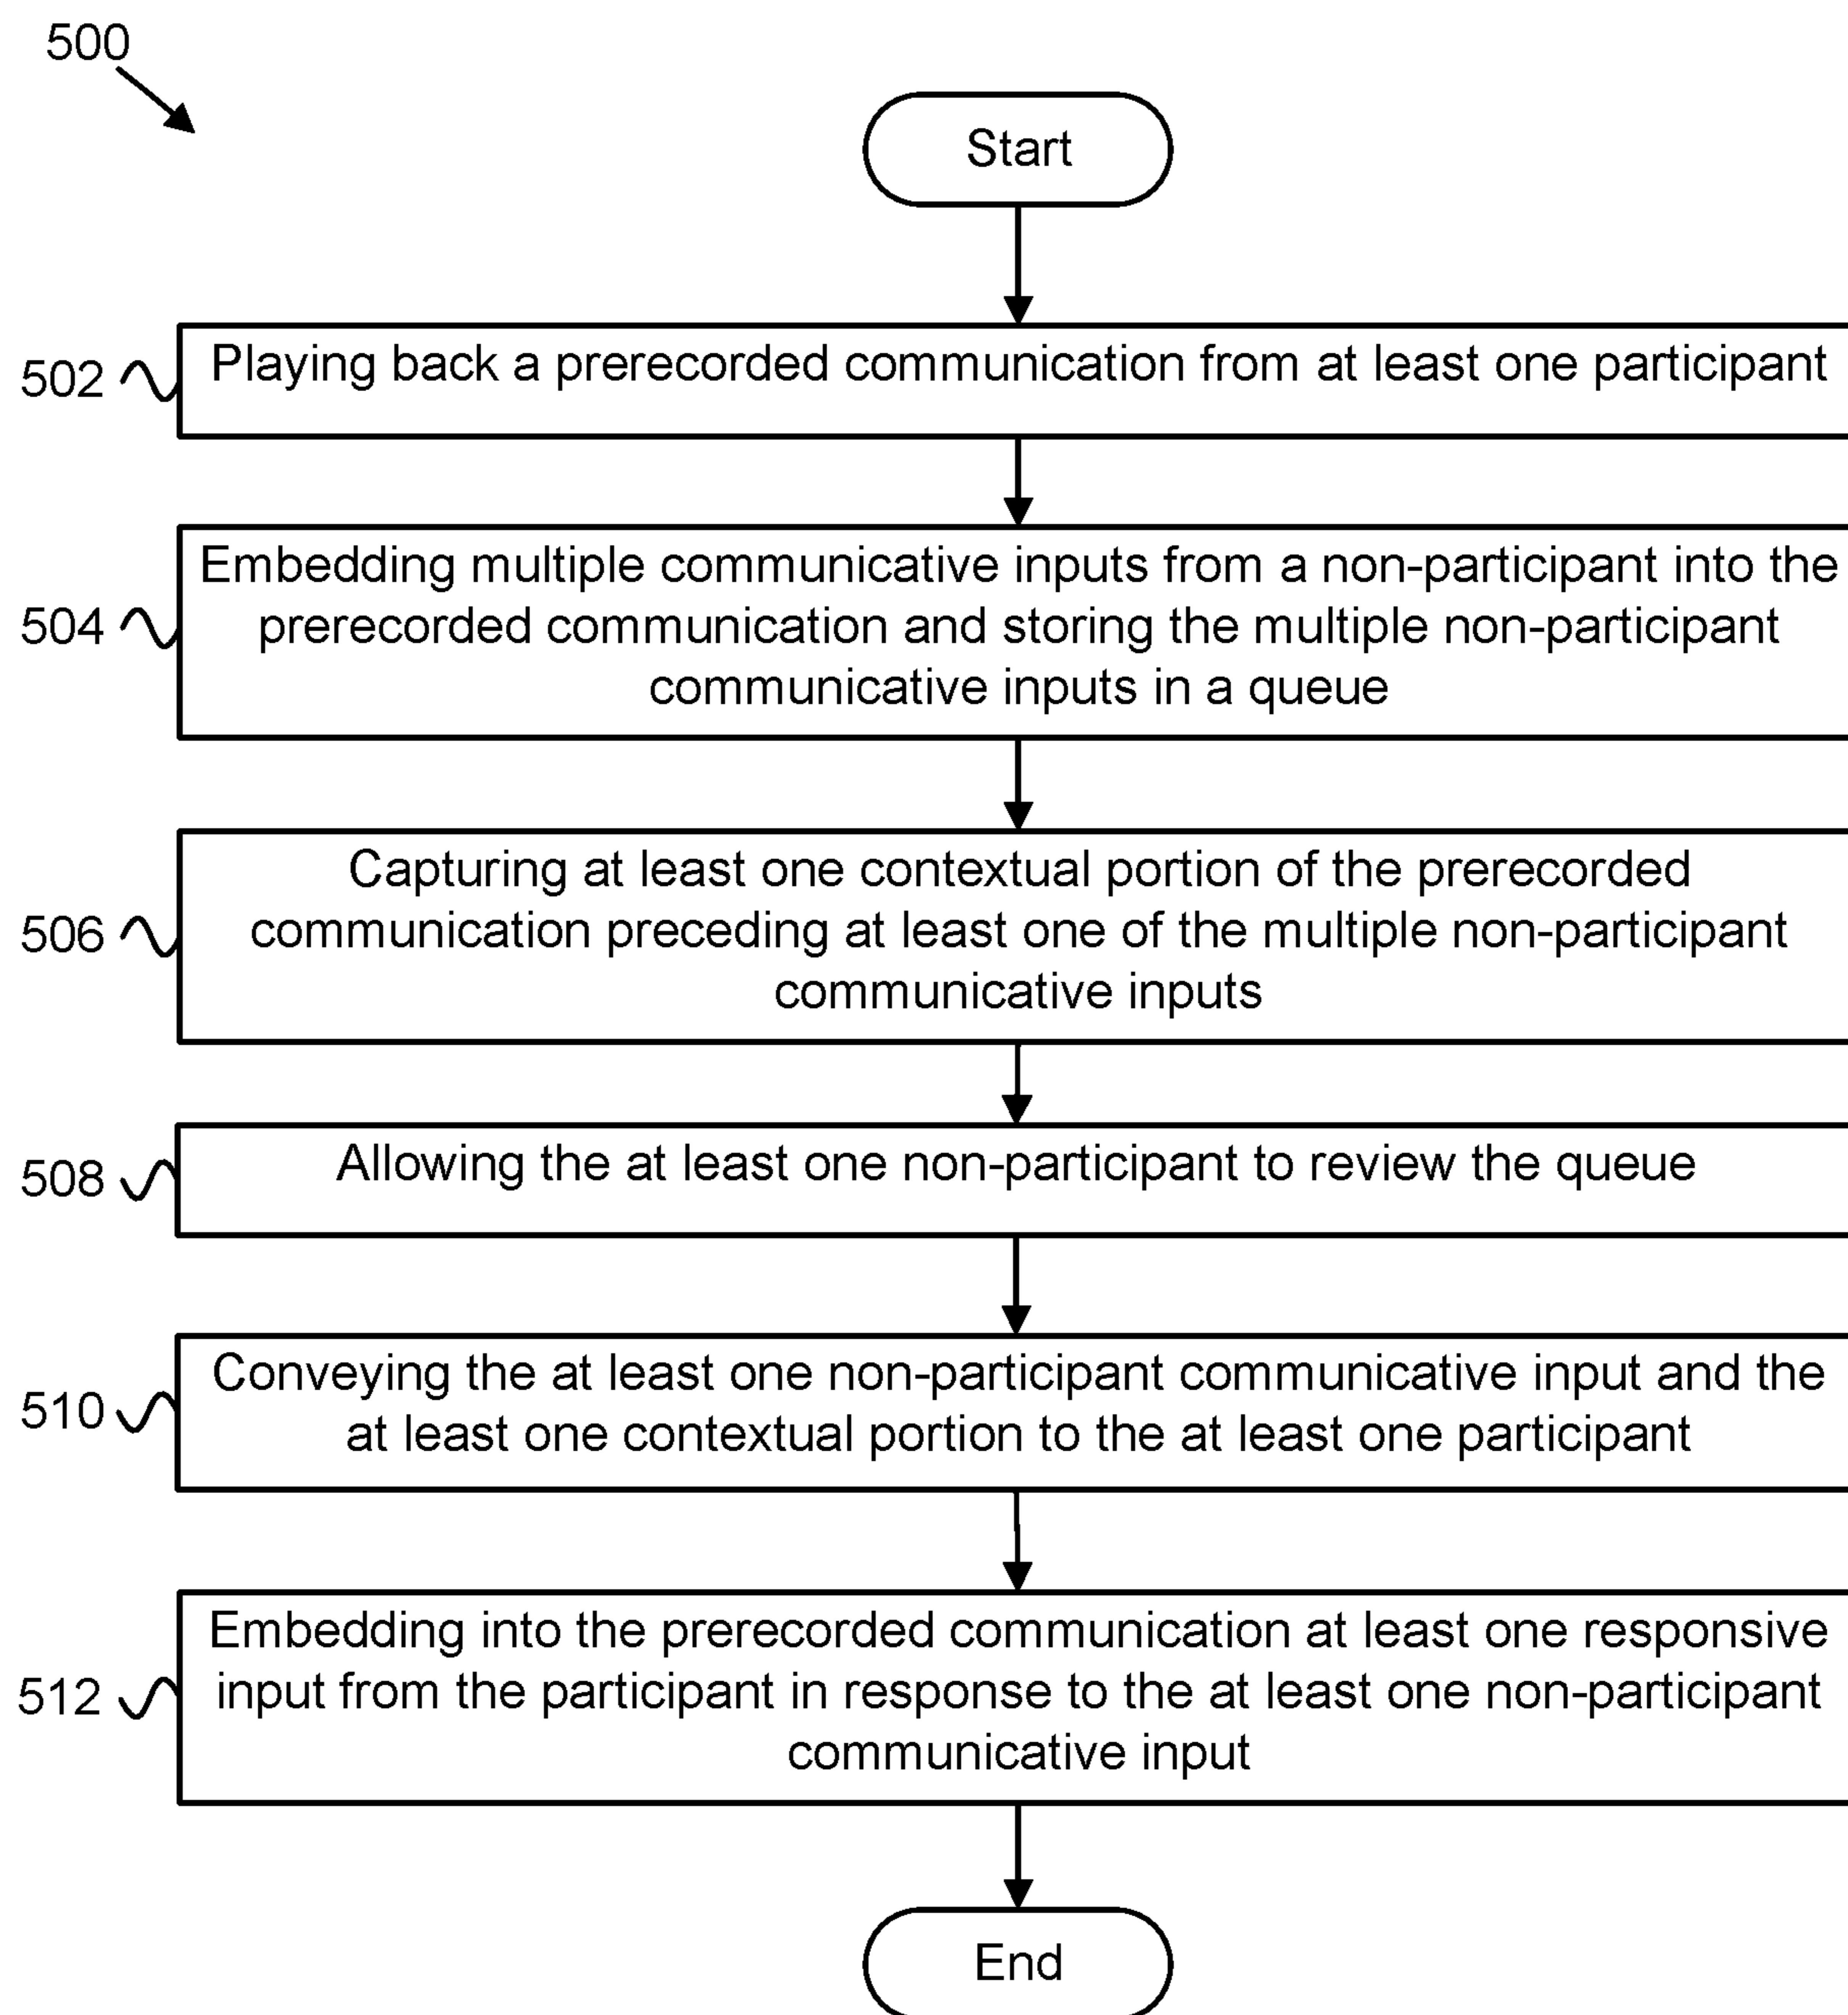 500
Start
502
Playing back a prerecorded communication from at least one participant
504
Embedding multiple communicative inputs from a non-participant into the
prerecorded communication and storing the multiple non-participant
communicative inputs in a queue
506
Capturing at least one contextual portion of the prerecorded
communication preceding at least one of the multiple non-participant
communicative inputs
508
Allowing the at least one non-participant to review the queue
510
Conveying the at least one non-participant communicative input and the
at least one contextual portion to the at least one participant
512
Embedding into the prerecorded communication at least one responsive
input from the participant in response to the at least one non-participant
communicative input
End